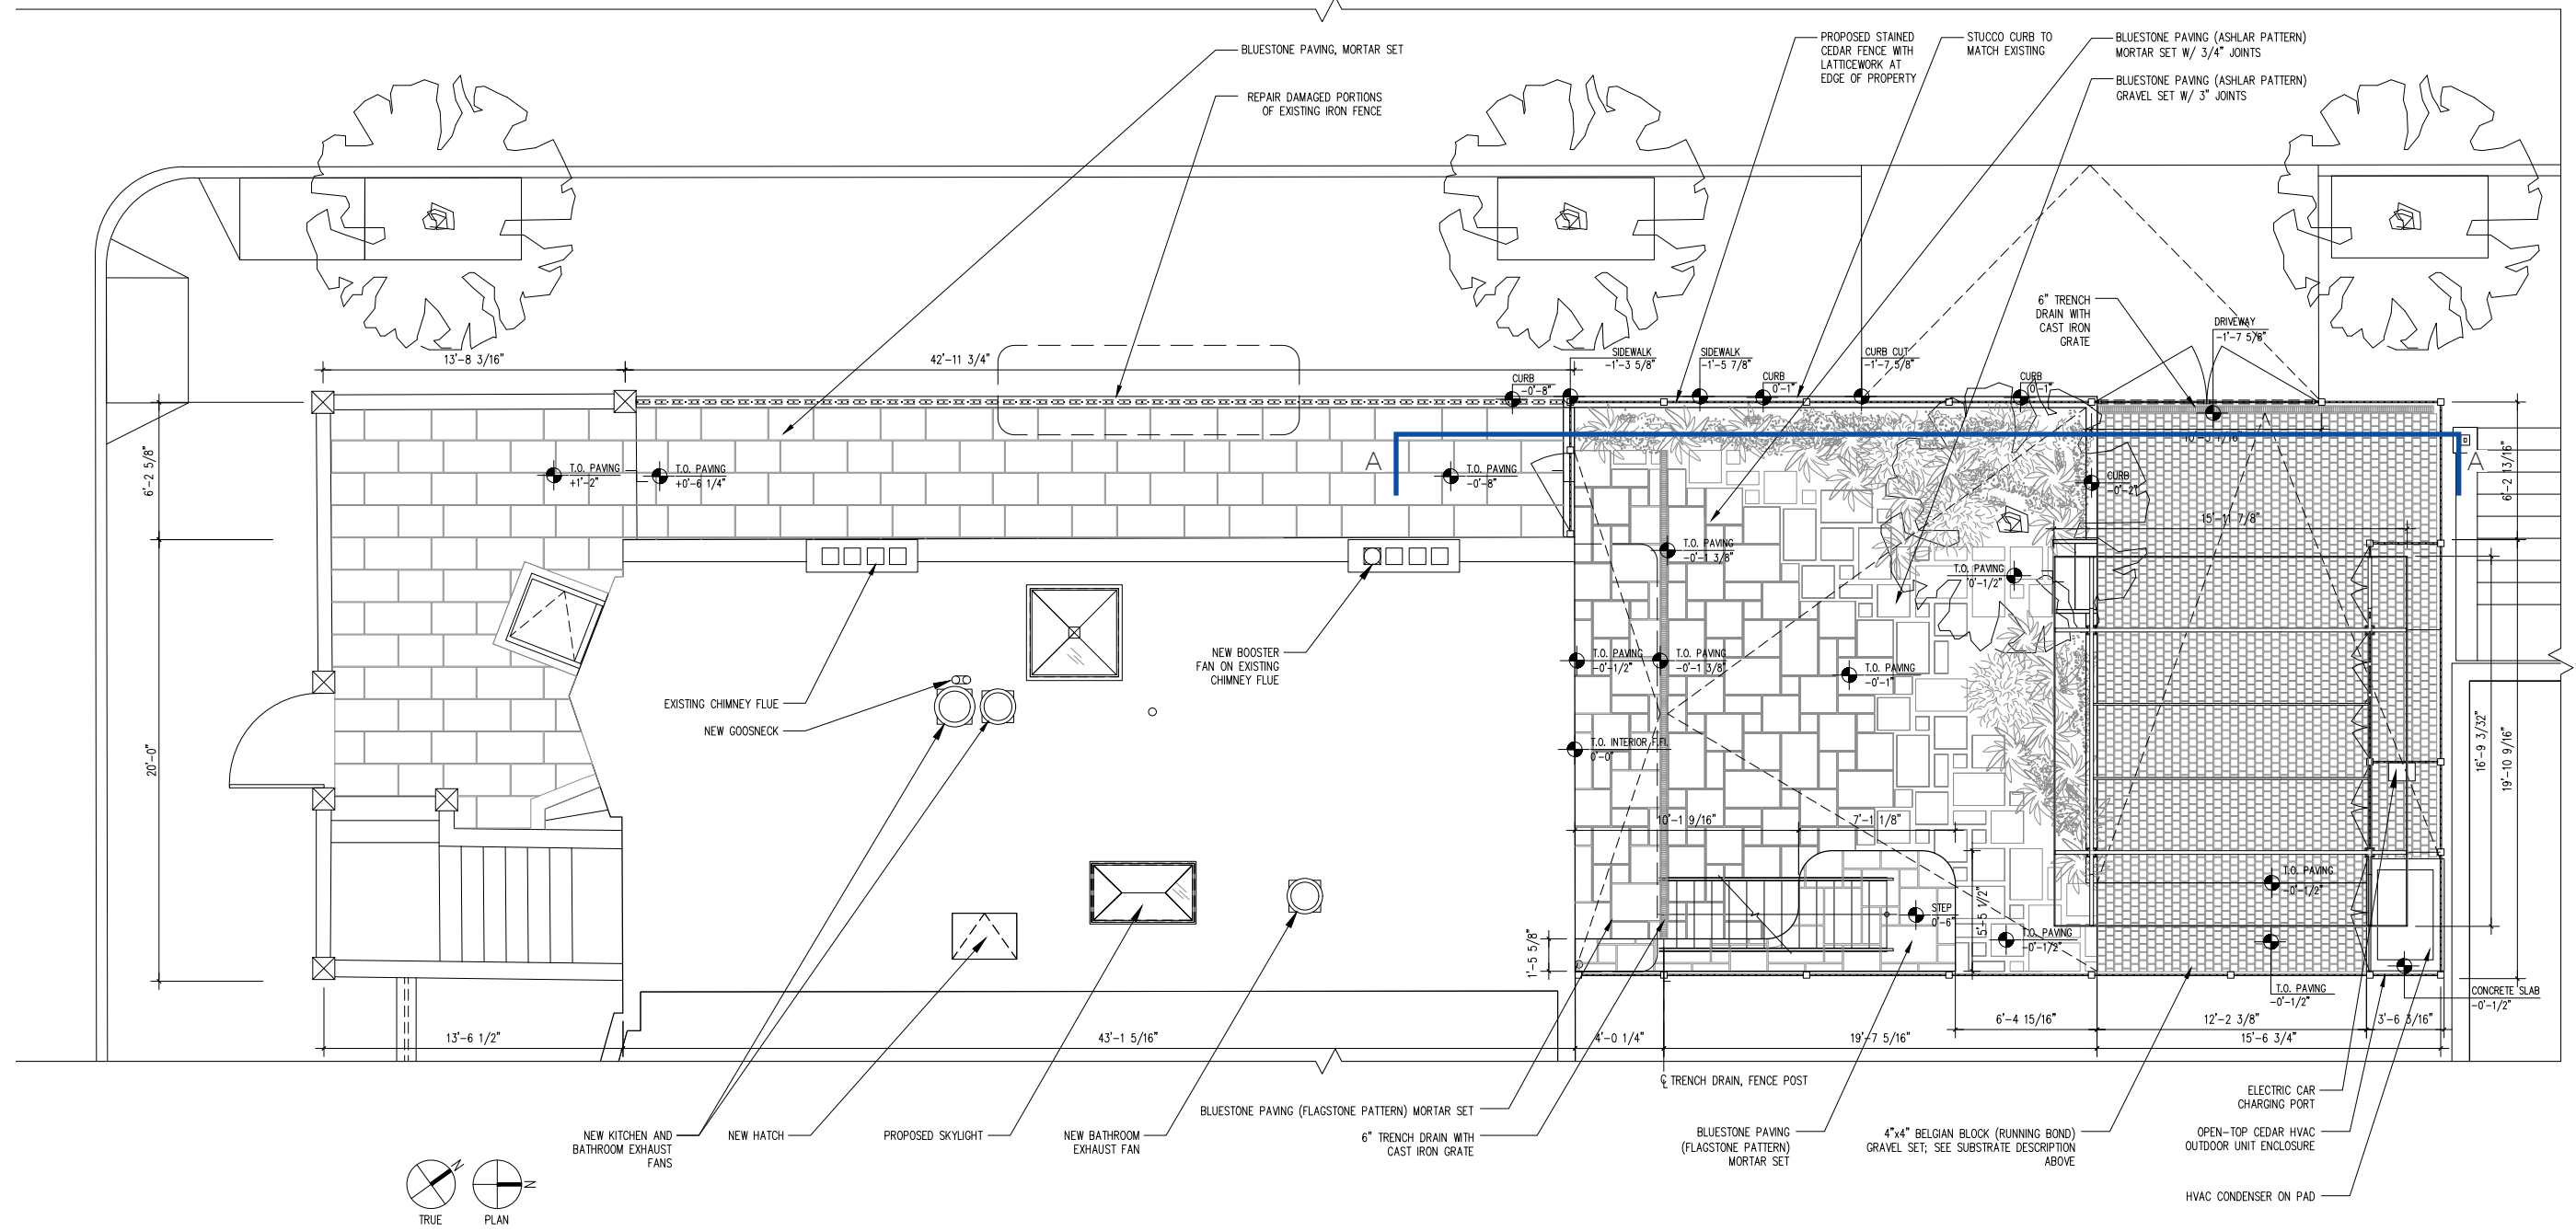 BLUESTONE PAVING, MORTAR SET
REPAIR DAMAGED PORTIONS
OF EXISTING IRON FENCE
PROPOSED STAINED
CEDAR FENCE WITH
LATTICEWORK AT
EDGE OF PROPERTY
STUCCO CURB TO
MATCH EXISTING
BLUESTONE PAVING (ASHLAR PATTERN)
MORTAR SET W/ 3/4" JOINTS
BLUESTONE PAVING (ASHLAR PATTERN)
GRAVEL SET W/ 3" JOINTS
6" TRENCH
DRAIN WITH
CAST IRON
GRATE
DRIVEWAY
-1'-7 5/8"
13'-8 3/16"
42'-11 3/4"
SIDEWALK
-1'-3 5/8"
SIDEWALK
-1'-5 7/8"
CURB CUT
-1'-7 5/8"
CURB
-0'-8"
CURB
0'-1"
CURB
0'-1"
6'-2 5/8"
T.O. PAVING
+1'-2"
T.O. PAVING
+0'-6 1/4"
A
T.O. PAVING
-0'-8"
CURB
-0'-2"
A
6'-2 13/16"
15'-11 7/8"
T.O. PAVING
-0'-1 3/8"
T.O. PAVING
0'-1/2"
NEW BOOSTER
FAN ON EXISTING
CHIMNEY FLUE
T.O. PAVING
-0'-1/2"
T.O. PAVING
-0'-1 3/8"
T.O. PAVING
-0'-1"
EXISTING CHIMNEY FLUE
NEW GOOSNECK
20'-0"
T.O. INTERIOR F.Fl.
0'-0"
16'-9 3/32"
19'-10 9/16"
10'-1 9/16"
7'-1 1/8"
T.O. PAVING
-0'-1/2"
5'-5 1/2"
STEP
0'-6"
T.O. PAVING
-0'-1/2"
1'-5 5/8"
T.O. PAVING
-0'-1/2"
CONCRETE SLAB
-0'-1/2"
6'-4 15/16"
12'-2 3/8"
3'-6 3/16"
13'-6 1/2"
43'-1 5/16"
4'-0 1/4"
19'-7 5/16"
15'-6 3/4"
℄ TRENCH DRAIN, FENCE POST
NEW KITCHEN AND
BATHROOM EXHAUST
FANS
NEW HATCH
PROPOSED SKYLIGHT
NEW BATHROOM
EXHAUST FAN
BLUESTONE PAVING (FLAGSTONE PATTERN) MORTAR SET
6" TRENCH DRAIN WITH
CAST IRON GRATE
BLUESTONE PAVING
(FLAGSTONE PATTERN)
MORTAR SET
4"x4" BELGIAN BLOCK (RUNNING BOND)
GRAVEL SET; SEE SUBSTRATE DESCRIPTION
ABOVE
ELECTRIC CAR
CHARGING PORT
OPEN-TOP CEDAR HVAC
OUTDOOR UNIT ENCLOSURE
HVAC CONDENSER ON PAD
N
N
TRUE
PLAN